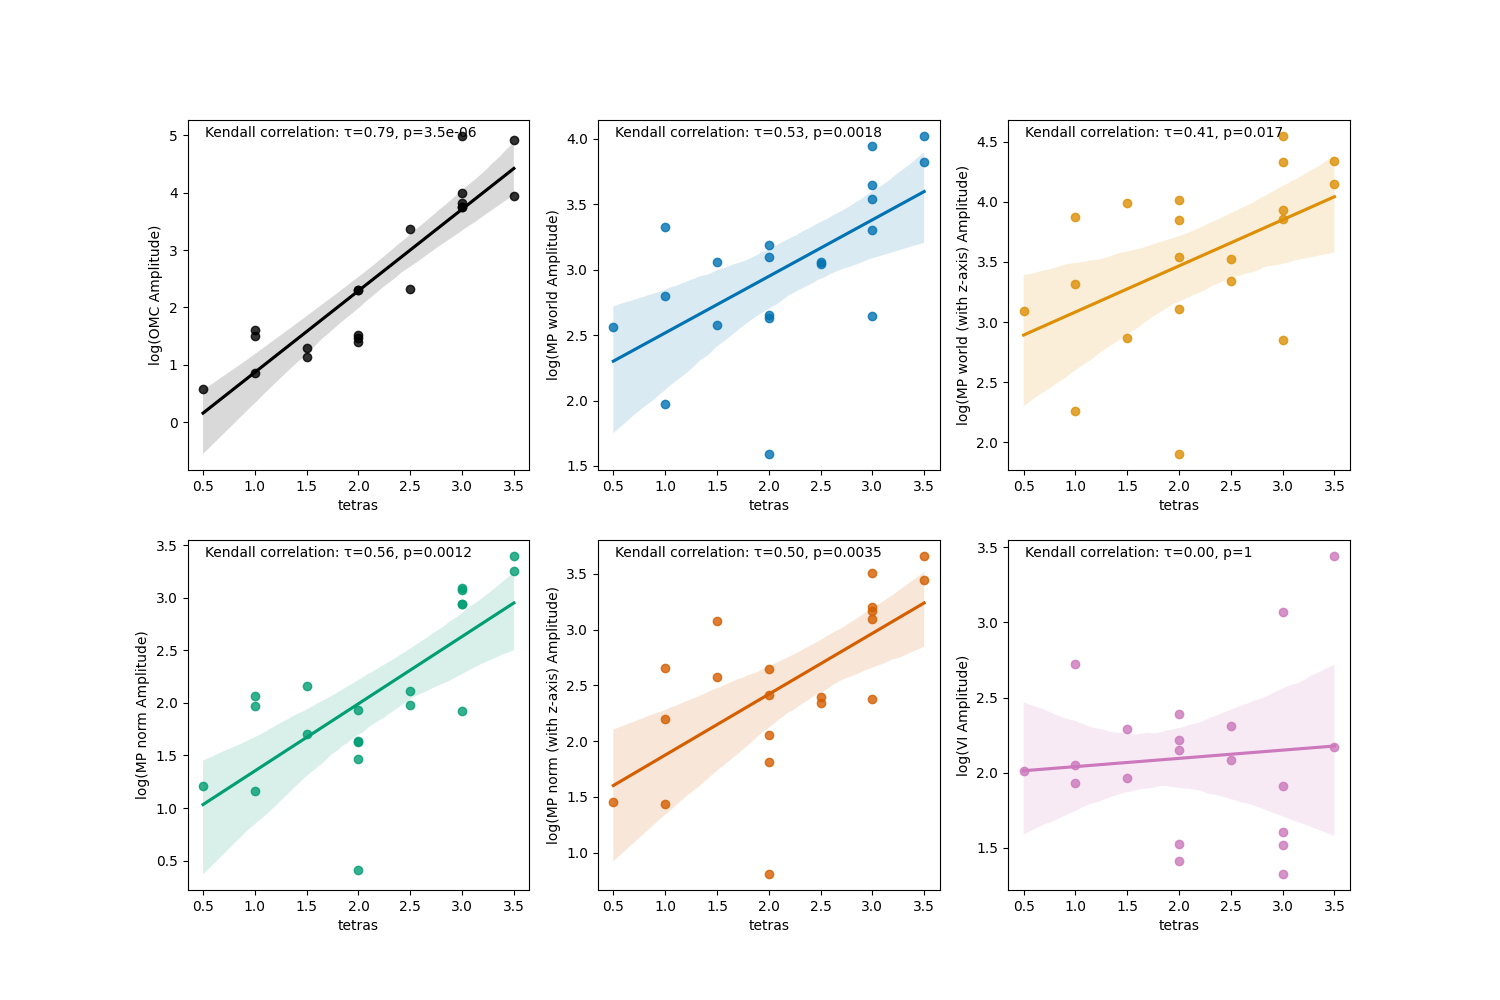 Kendall correlation: τ=0.79, p=3.5e-06
log(OMC Amplitude)
5
4
3
2
1
0
0.5 1.0 1.5 2.0 2.5 3.0 3.5
tetras
Kendall correlation: τ=0.53, p=0.0018
log(MP world Amplitude)
4.0
3.5
3.0
2.5
2.0
1.5
0.5 1.0 1.5 2.0 2.5 3.0 3.5
tetras
Kendall correlation: τ=0.41, p=0.017
log(MP world (with z-axis) Amplitude)
4.5
4.0
3.5
3.0
2.5
2.0
0.5 1.0 1.5 2.0 2.5 3.0 3.5
tetras
Kendall correlation: τ=0.56, p=0.0012
log(MP norm Amplitude)
3.5
3.0
2.5
2.0
1.5
1.0
0.5
0.5 1.0 1.5 2.0 2.5 3.0 3.5
tetras
Kendall correlation: τ=0.50, p=0.0035
log(MP norm (with z-axis) Amplitude)
3.5
3.0
2.5
2.0
1.5
1.0
0.5 1.0 1.5 2.0 2.5 3.0 3.5
tetras
Kendall correlation: τ=0.00, p=1
log(VI Amplitude)
3.5
3.0
2.5
2.0
1.5
0.5 1.0 1.5 2.0 2.5 3.0 3.5
tetras